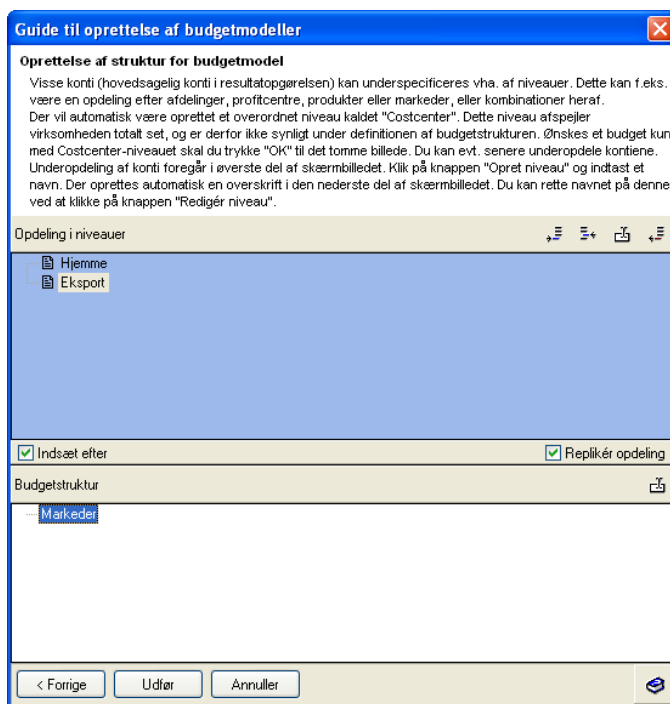 Guide til oprettelse af budgetmodeller
Oprettelse af struktur for budgetmodel
Visse konti (hovedsagelig konti i resultatopgørelsen) kan underspecificeres vha. af niveauer. Dette kan f.eks.
være en opdeling efter afdelinger, profitcentre, produkter eller markeder, eller kombinationer heraf.
Der vil automatisk være oprettet et overordnet niveau kaldet "Costcenter". Dette niveau afspejler
virksomheden totalt set, og er derfor ikke synligt under definitionen af budgetstrukturen. Ønskes et budget kun
med Costcenter-niveauet skal du trykke "OK" til det tomme billede. Du kan evt. senere underopdele kontiene.
Underopdeling af konti foregår i øverste del af skærmbilledet. Klik på knappen "Opret niveau" og indtast et
navn. Der oprettes automatisk en overskrift i den nederste del af skærmbilledet. Du kan rette navnet på denne
ved at klikke på knappen "Redigér niveau".
Opdeling i niveauer
Hjemme
Eksport
Indsæt efter
Replikér opdeling
Budgetstruktur
Markeder
< Forrige
Udfør
Annuller